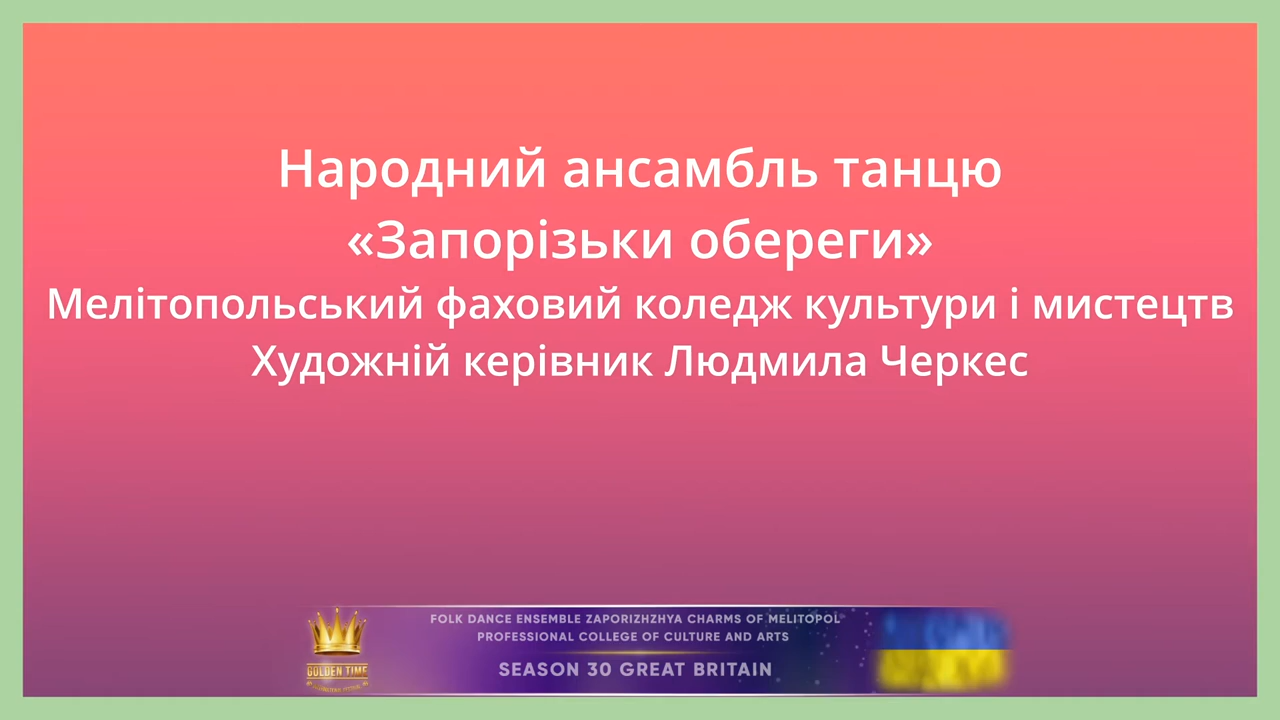 Народний ансамбль танцю
«Запорізьки обереги»
Мелітопольський фаховий коледж культури і мистецтв
Художній керівник Людмила Черкес
FOLK DANCE ENSEMBLE ZAPORIZHZHYA CHARMS OF MELITOPOL
PROFESSIONAL COLLEGE OF CULTURE AND ARTS
SEASON 30 GREAT BRITAIN
GOLDEN TIME